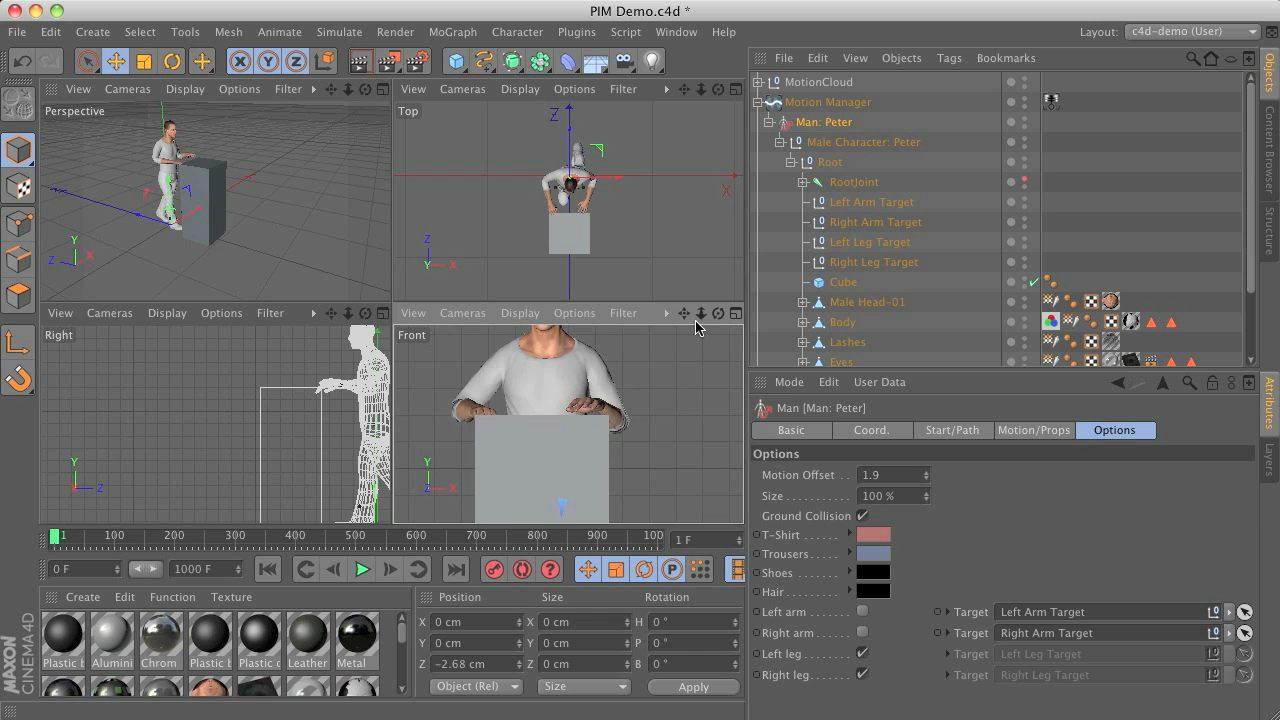 PIM Demo.c4d *
File Edit Create Select Tools Mesh Animate Simulate Render MoGraph Character Plugins Script Window Help
Layout: c4d-demo (User)
View Cameras Display Options Filter
Perspective
Y
Z X
View Cameras Display Options Filter
Top
Z
X
Z
Y X
View Cameras Display Options Filter
Right
Y
X Z
View Cameras Display Options Filter
Front
Y
Z X
File Edit View Objects Tags Bookmarks
MotionCloud
Motion Manager
Man: Peter
Male Character: Peter
Root
RootJoint
Left Arm Target
Right Arm Target
Left Leg Target
Right Leg Target
Cube
Male Head-01
Body
Lashes
Eyes
Objects
Content Browser
Structure
Mode Edit User Data
Man [Man: Peter]
Basic Coord. Start/Path Motion/Props Options
Options
Motion Offset . . 1.9
Size . . . . . . . . . . . 100 %
Ground Collision
T-Shirt . . . . . .
Trousers . . . . .
Shoes . . . . . . .
Hair . . . . . . . . .
Left arm . . . . . Target Left Arm Target
Right arm . . . . Target Right Arm Target
Left leg . . . . . . Target Left Leg Target
Right leg . . . . . Target Right Leg Target
Attributes
Layers
1 100 200 300 400 500 600 700 800 900 100 1 F
0 F 1000 F
Create Edit Function Texture
Plastic Alumini Chrom Plastic Plastic Leather Metal
Position Size Rotation
X 0 cm X 0 cm H 0 °
Y 0 cm Y 0 cm P 0 °
Z -2.68 cm Z 0 cm B 0 °
Object (Rel) Size Apply
MAXON
CINEMA 4D